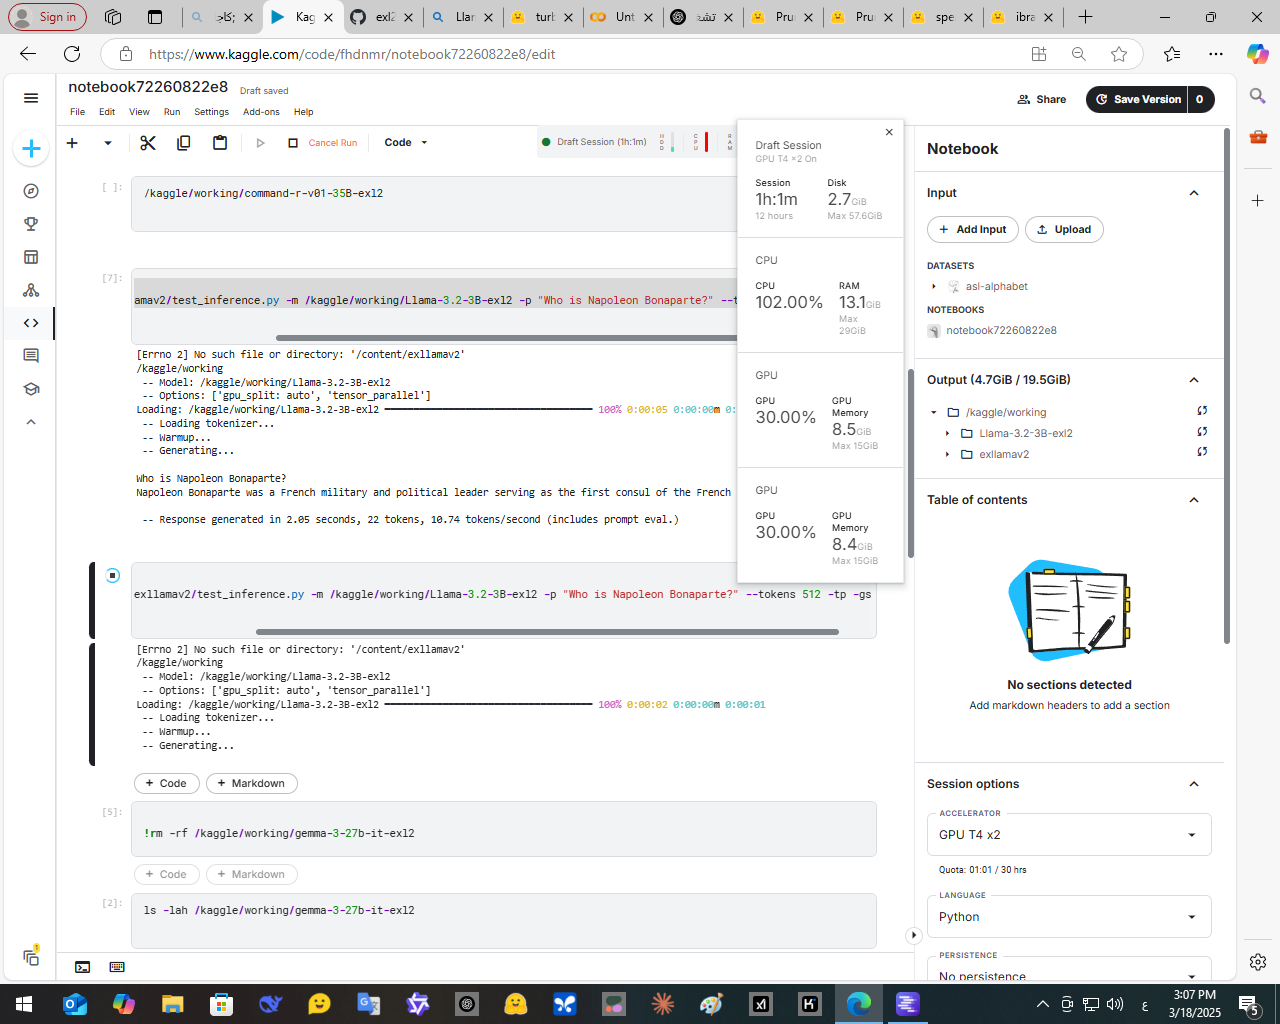 Sign in
كاج;
Kag
exl2
Llar
turb
Unt
تشذ
Prur
Prur
spe
ibra
https://www.kaggle.com/code/fhdnmr/notebook72260822e8/edit
notebook72260822e8
Draft saved
File
Edit
View
Run
Settings
Add-ons
Help
Share
Save Version
0
Cancel Run
Code
Draft Session (1h:1m)
HDD
CPU
RAM
[ ]:
/kaggle/working/command-r-v01-35B-exl2
[7]:
amav2/test_inference.py -m /kaggle/working/Llama-3.2-3B-exl2 -p "Who is Napoleon Bonaparte?" --t
[Errno 2] No such file or directory: '/content/exllamav2'
/kaggle/working
-- Model: /kaggle/working/Llama-3.2-3B-exl2
-- Options: ['gpu_split: auto', 'tensor_parallel']
Loading: /kaggle/working/Llama-3.2-3B-exl2 100% 0:00:05 0:00:00m 0:
-- Loading tokenizer...
-- Warmup...
-- Generating...
Who is Napoleon Bonaparte?
Napoleon Bonaparte was a French military and political leader serving as the first consul of the French
-- Response generated in 2.05 seconds, 22 tokens, 10.74 tokens/second (includes prompt eval.)
exllamav2/test_inference.py -m /kaggle/working/Llama-3.2-3B-exl2 -p "Who is Napoleon Bonaparte?" --tokens 512 -tp -gs
[Errno 2] No such file or directory: '/content/exllamav2'
/kaggle/working
-- Model: /kaggle/working/Llama-3.2-3B-exl2
-- Options: ['gpu_split: auto', 'tensor_parallel']
Loading: /kaggle/working/Llama-3.2-3B-exl2 100% 0:00:02 0:00:00m 0:00:01
-- Loading tokenizer...
-- Warmup...
-- Generating...
+ Code
+ Markdown
[5]:
!rm -rf /kaggle/working/gemma-3-27b-it-exl2
+ Code
+ Markdown
[2]:
ls -lah /kaggle/working/gemma-3-27b-it-exl2
Draft Session
GPU T4 ×2 On
Session
1h:1m
12 hours
Disk
2.7GiB
Max 57.6GiB
CPU
CPU
102.00%
RAM
13.1GiB
Max
29GiB
GPU
GPU
30.00%
GPU
Memory
8.5GiB
Max 15GiB
GPU
GPU
30.00%
GPU
Memory
8.4GiB
Max 15GiB
Notebook
Input
+ Add Input
Upload
DATASETS
asl-alphabet
NOTEBOOKS
notebook72260822e8
Output (4.7GiB / 19.5GiB)
/kaggle/working
Llama-3.2-3B-exl2
exllamav2
Table of contents
No sections detected
Add markdown headers to add a section
Session options
ACCELERATOR
GPU T4 x2
Quota: 01:01 / 30 hrs
LANGUAGE
Python
PERSISTENCE
No persistence
1
ع
3:07 PM
3/18/2025
5